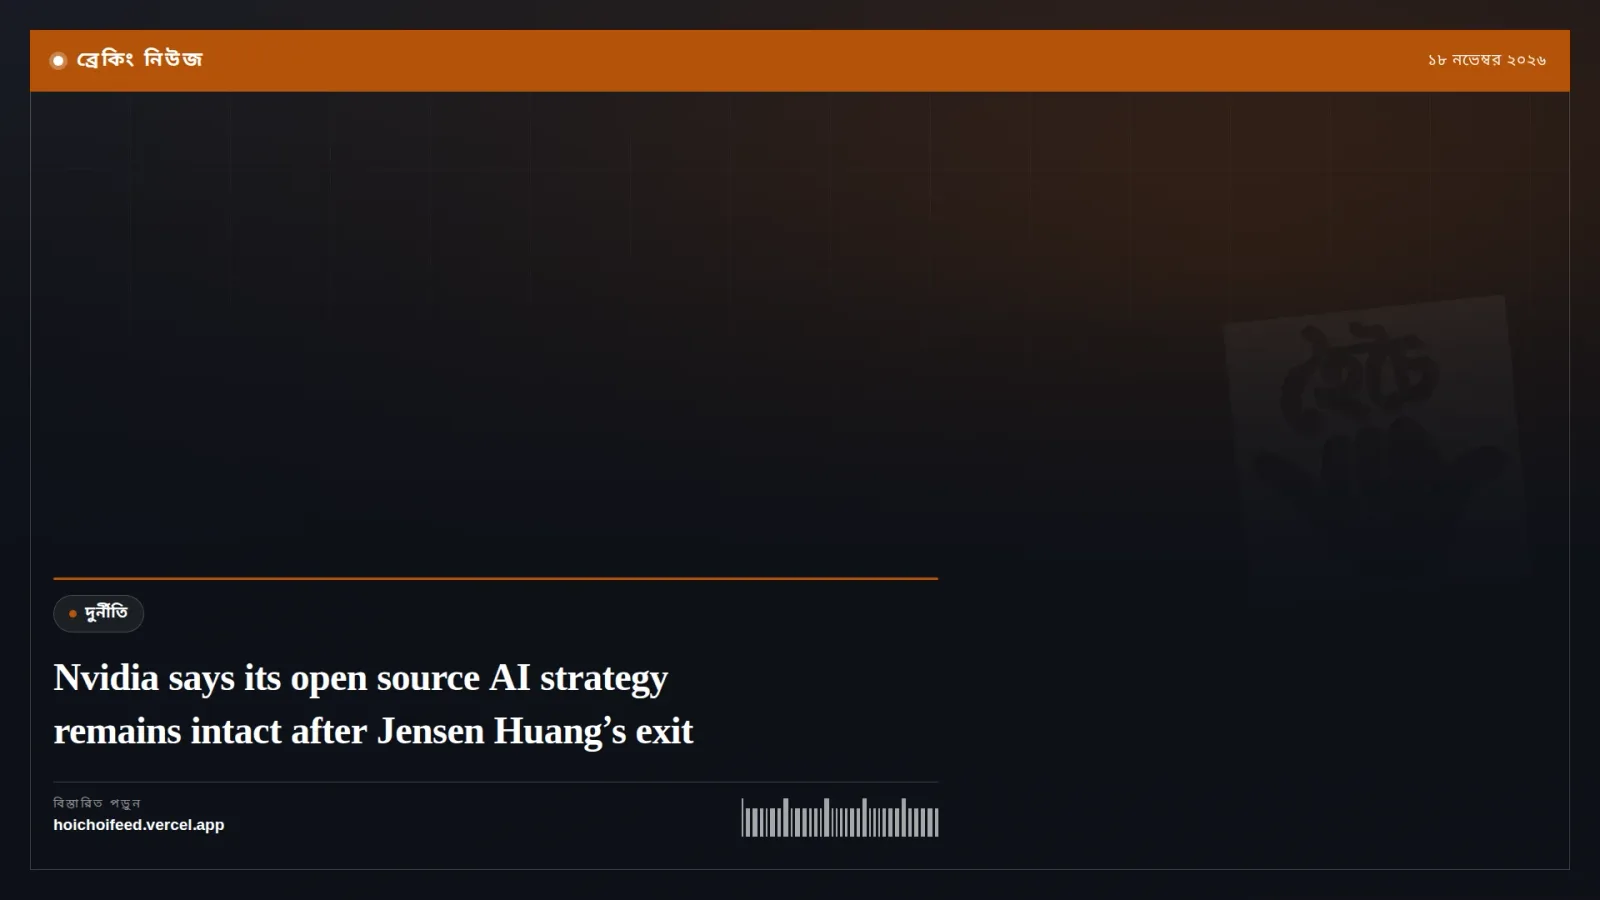 ব্রেকিং নিউজ
১৮ নভেম্বর ২০২৬
হৈচৈ
দুর্নীতি
Nvidia says its open source AI strategy
remains intact after Jensen Huang’s exit
বিস্তারিত পড়ুন
hoichoifeed.vercel.app